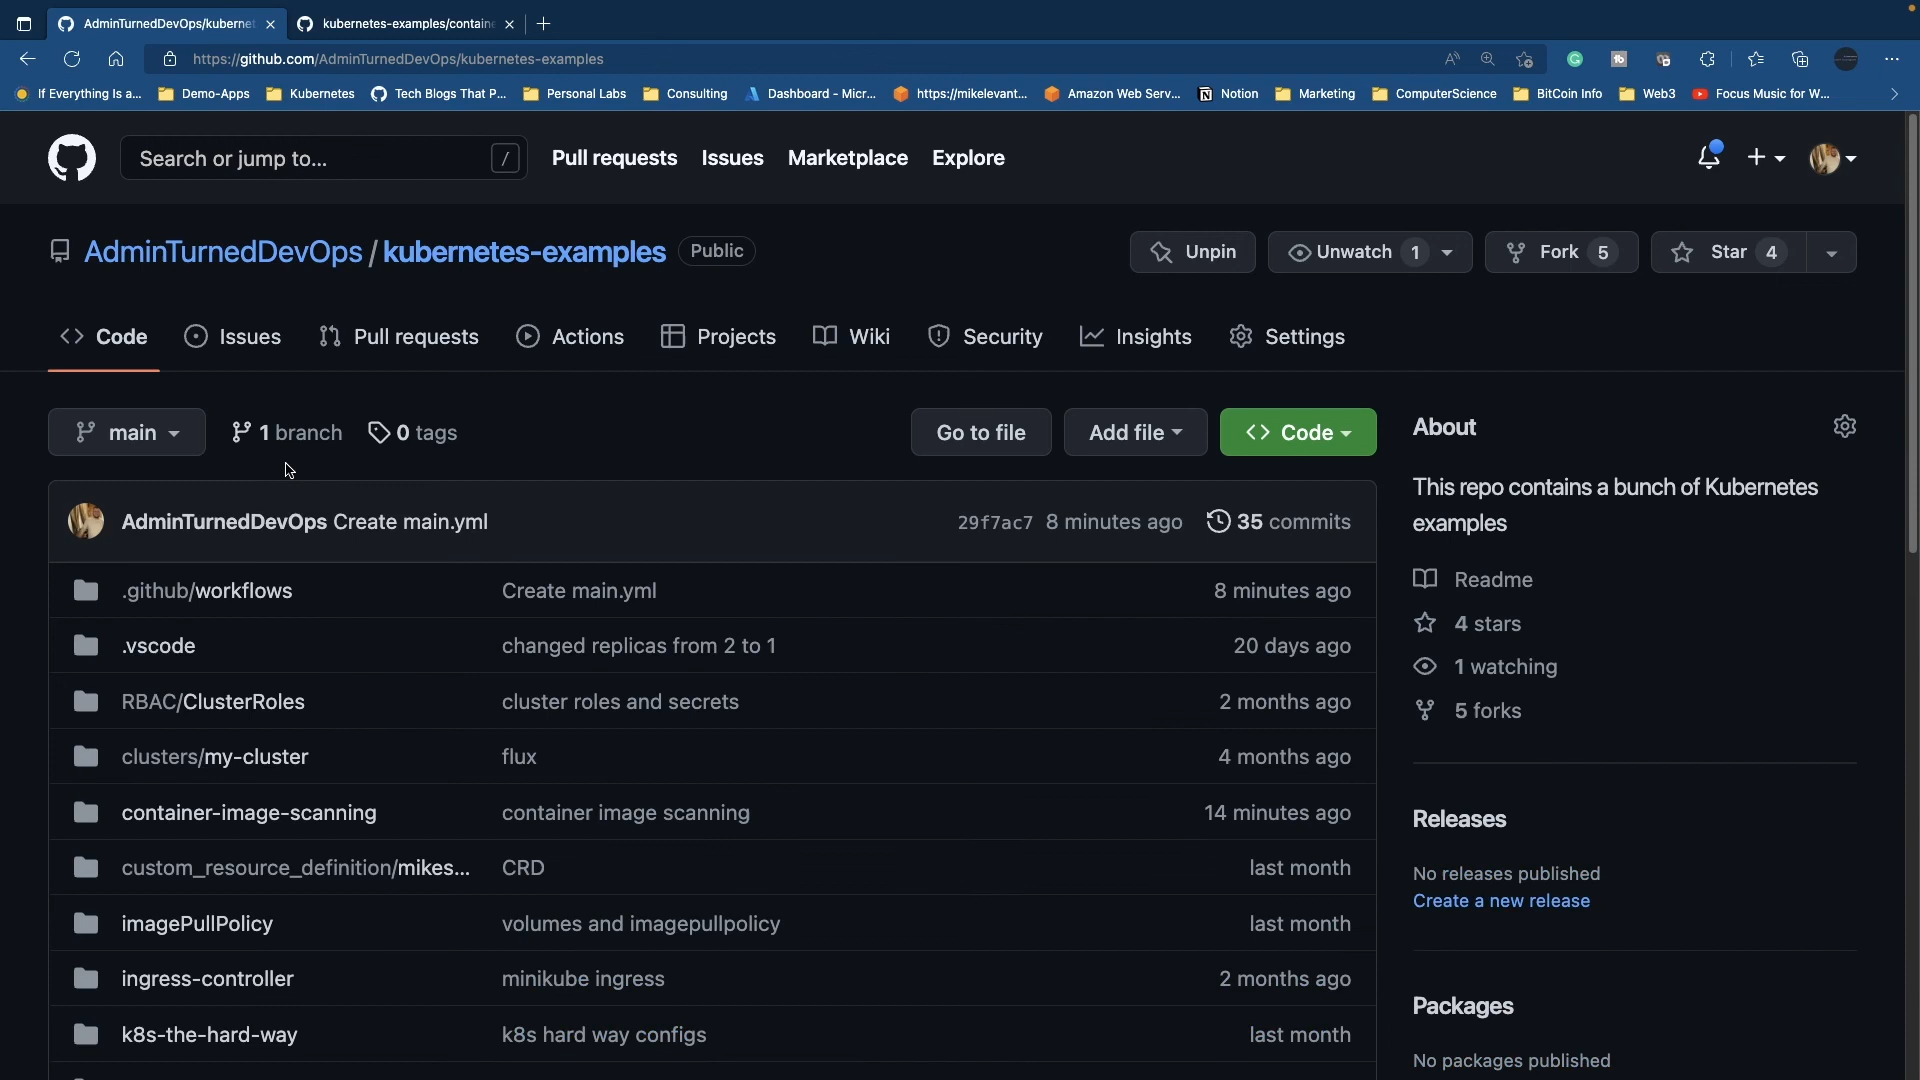 AdminTurnedDevOps/kubernet
kubernetes-examples/contain
https://github.com/AdminTurnedDevOps/kubernetes-examples
If Everything Is a... Demo-Apps Kubernetes Tech Blogs That P... Personal Labs Consulting Dashboard - Micr... https://mikelevant... Amazon Web Serv... Notion Marketing ComputerScience BitCoin Info Web3 Focus Music for W...
Search or jump to... / Pull requests Issues Marketplace Explore
AdminTurnedDevOps / kubernetes-examples Public Unpin Unwatch 1 Fork 5 Star 4
Code Issues Pull requests Actions Projects Wiki Security Insights Settings
main 1 branch 0 tags Go to file Add file Code
AdminTurnedDevOps Create main.yml 29f7ac7 8 minutes ago 35 commits
.github/workflows Create main.yml 8 minutes ago
.vscode changed replicas from 2 to 1 20 days ago
RBAC/ClusterRoles cluster roles and secrets 2 months ago
clusters/my-cluster flux 4 months ago
container-image-scanning container image scanning 14 minutes ago
custom_resource_definition/mikes... CRD last month
imagePullPolicy volumes and imagepullpolicy last month
ingress-controller minikube ingress 2 months ago
k8s-the-hard-way k8s hard way configs last month
About
This repo contains a bunch of Kubernetes
examples
Readme
4 stars
1 watching
5 forks
Releases
No releases published
Create a new release
Packages
No packages published